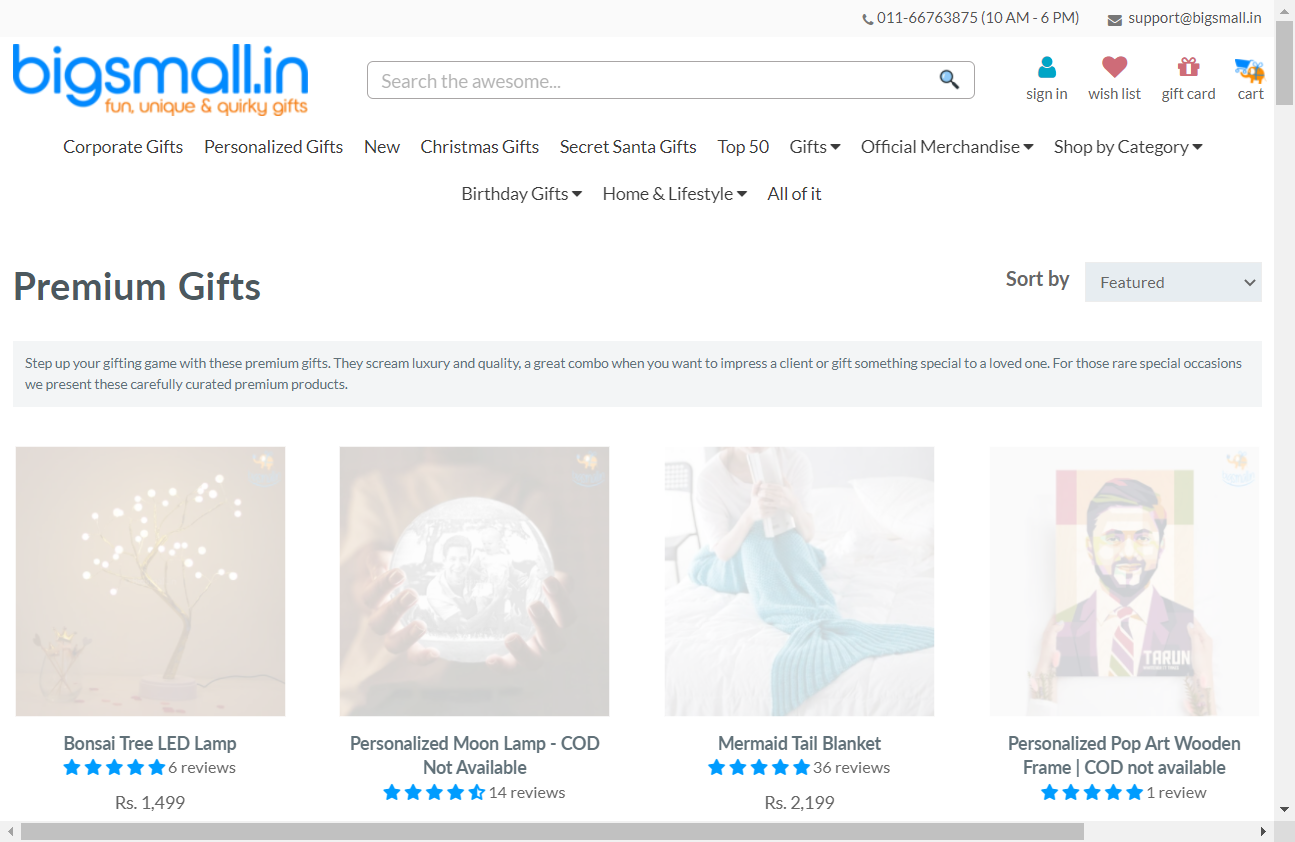 011-66763875 (10 AM - 6 PM)
support@bigsmall.in
bigsmall.in
fun, unique & quirky gifts
Search the awesome...
sign in
wish list
gift card
cart
Corporate Gifts
Personalized Gifts
New
Christmas Gifts
Secret Santa Gifts
Top 50
Gifts
Official Merchandise
Shop by Category
Birthday Gifts
Home & Lifestyle
All of it
Premium Gifts
Sort by
Featured
Step up your gifting game with these premium gifts. They scream luxury and quality, a great combo when you want to impress a client or gift something special to a loved one. For those rare special occasions
we present these carefully curated premium products.
TARUN
Bonsai Tree LED Lamp
6 reviews
Rs. 1,499
Personalized Moon Lamp - COD
Not Available
14 reviews
Mermaid Tail Blanket
36 reviews
Rs. 2,199
Personalized Pop Art Wooden
Frame | COD not available
1 review